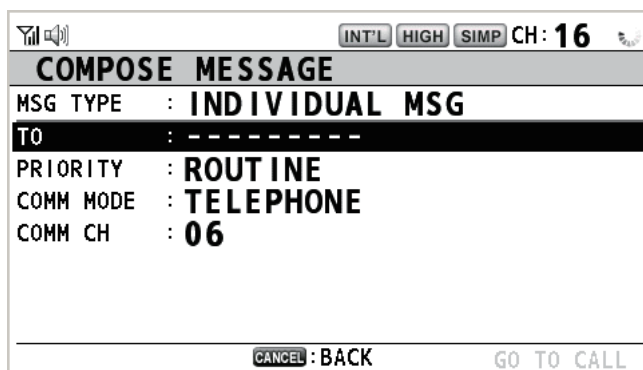 INT'L HIGH SIMP CH: 16
COMPOSE MESSAGE
MSG TYPE : INDIVIDUAL MSG
TO : ---------
PRIORITY : ROUTINE
COMM MODE : TELEPHONE
COMM CH : 06
CANCEL : BACK GO TO CALL